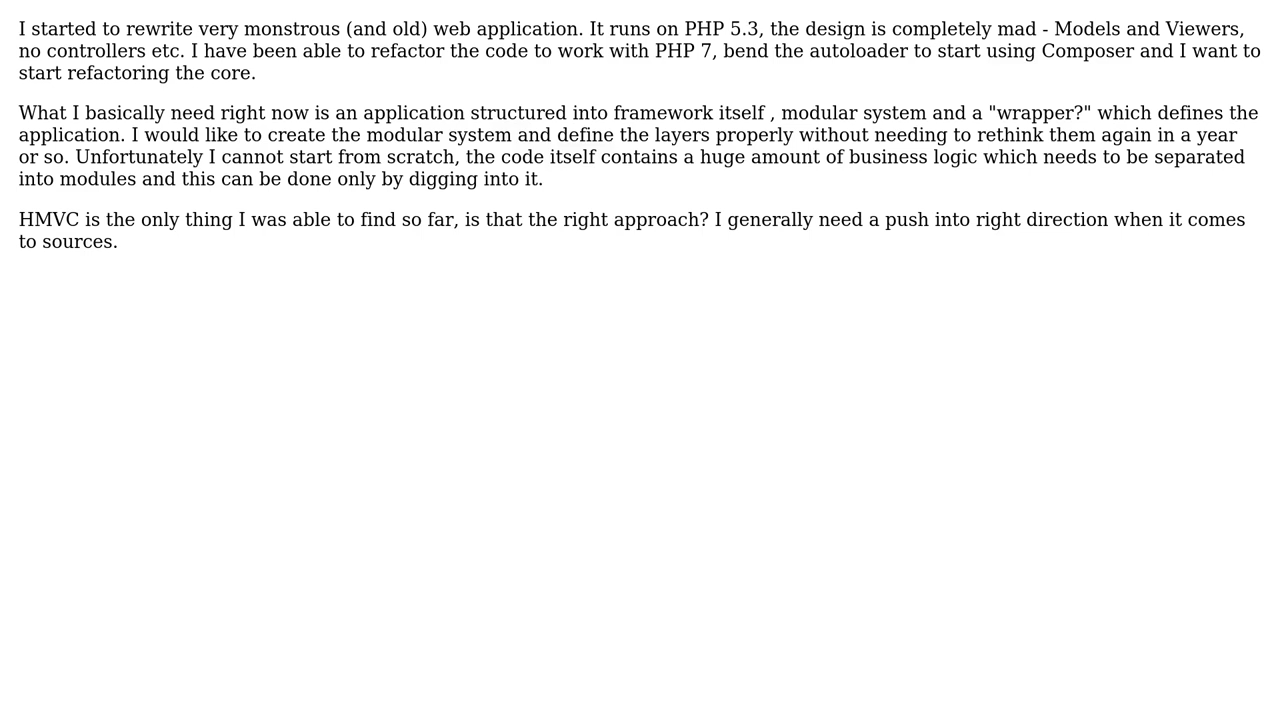 I started to rewrite very monstrous (and old) web application. It runs on PHP 5.3, the design is completely mad - Models and Viewers,
no controllers etc. I have been able to refactor the code to work with PHP 7, bend the autoloader to start using Composer and I want to
start refactoring the core.
What I basically need right now is an application structured into framework itself , modular system and a "wrapper?" which defines the
application. I would like to create the modular system and define the layers properly without needing to rethink them again in a year
or so. Unfortunately I cannot start from scratch, the code itself contains a huge amount of business logic which needs to be separated
into modules and this can be done only by digging into it.
HMVC is the only thing I was able to find so far, is that the right approach? I generally need a push into right direction when it comes
to sources.